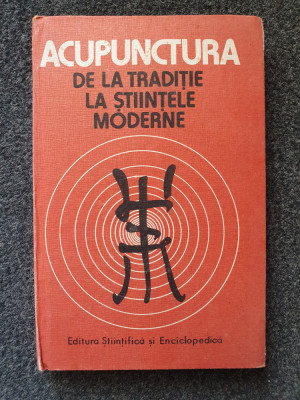 ACUPUNCTURA
DE LA TRADIȚIE
LA ȘTIINȚELE
MODERNE
Editura Științifică și Enciclopedică